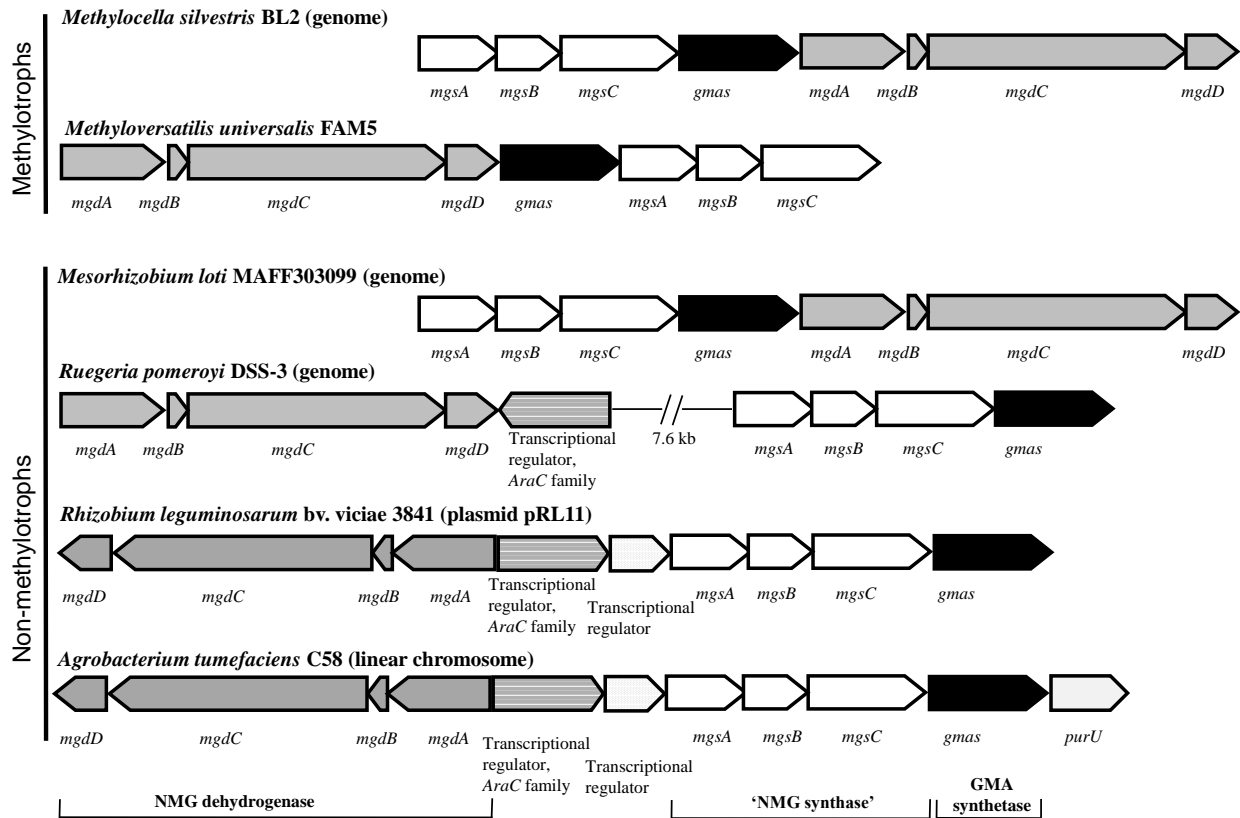 Methylotrophs
Methylocella silvestris BL2 (genome)
mgsA mgsB mgsC gmas mgdA mgdB mgdC mgdD
Methyloversatilis universalis FAM5
mgdA mgdB mgdC mgdD gmas mgsA mgsB mgsC
Non-methylotrophs
Mesorhizobium loti MAFF303099 (genome)
mgsA mgsB mgsC gmas mgdA mgdB mgdC mgdD
Ruegeria pomeroyi DSS-3 (genome)
mgdA mgdB mgdC mgdD Transcriptional regulator, AraC family 7.6 kb mgsA mgsB mgsC gmas
Rhizobium leguminosarum bv. viciae 3841 (plasmid pRL11)
mgdD mgdC mgdB mgdA Transcriptional regulator, AraC family Transcriptional regulator mgsA mgsB mgsC gmas
Agrobacterium tumefaciens C58 (linear chromosome)
mgdD mgdC mgdB mgdA Transcriptional regulator, AraC family Transcriptional regulator mgsA mgsB mgsC gmas purU
NMG dehydrogenase 'NMG synthase' GMA synthetase